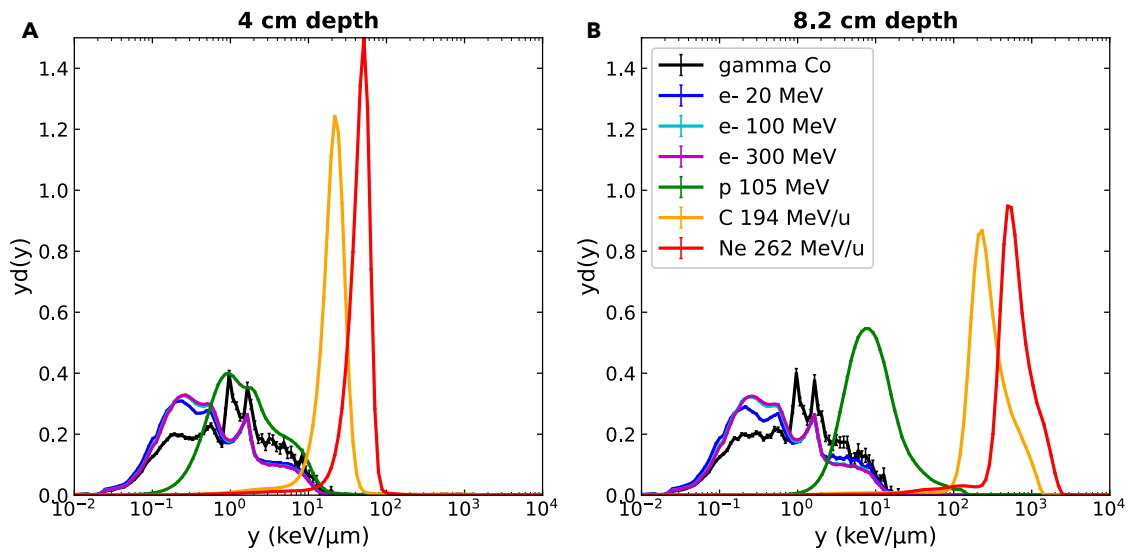 A
4 cm depth
yd(y)
1.4
1.2
1.0
0.8
0.6
0.4
0.2
0.0
10⁻²
10⁻¹
10⁰
10¹
10²
10³
10⁴
y (keV/μm)
B
8.2 cm depth
yd(y)
1.4
1.2
1.0
0.8
0.6
0.4
0.2
0.0
10⁻²
10⁻¹
10⁰
10¹
10²
10³
10⁴
y (keV/μm)
gamma Co
e- 20 MeV
e- 100 MeV
e- 300 MeV
p 105 MeV
C 194 MeV/u
Ne 262 MeV/u